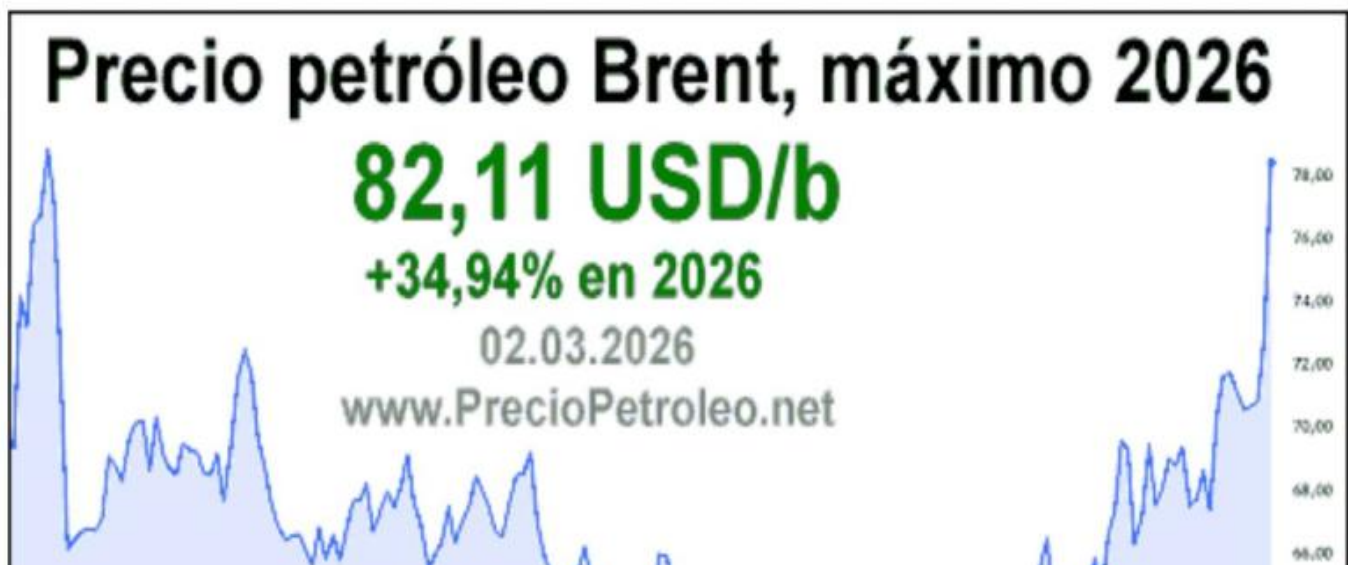 Precio petróleo Brent, máximo 2026
82,11 USD/b
+34,94% en 2026
02.03.2026
www.PrecioPetroleo.net
78,00
76,00
74,00
72,00
70,00
68,00
66,00